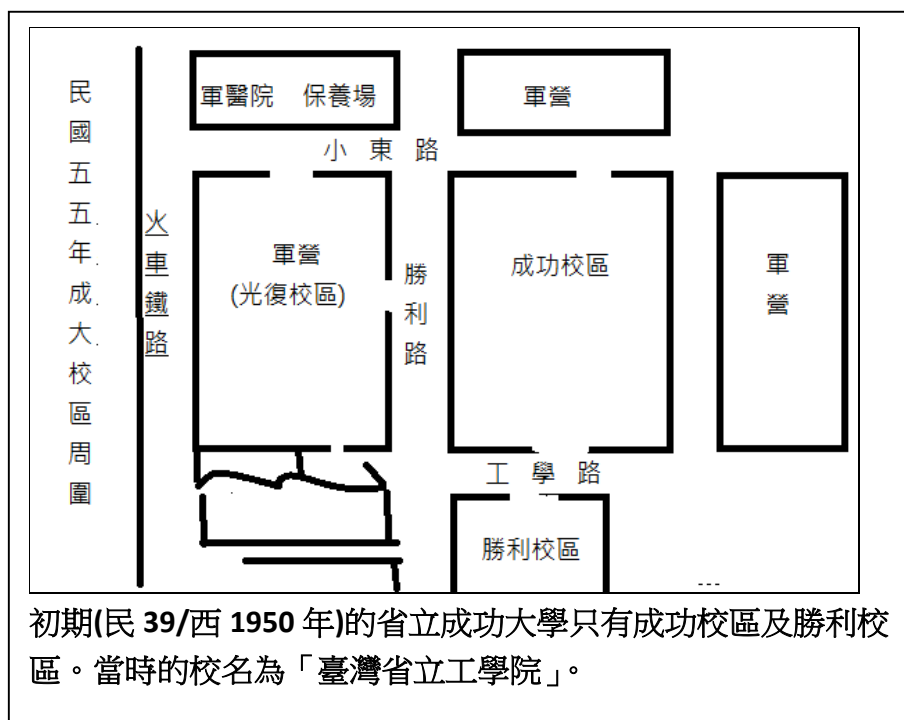 民國五五年成大校區周圍
火車鐵路
軍醫院 保養場
軍營
小東路
軍營
(光復校區)
勝利路
成功校區
軍營
工學路
勝利校區
初期(民 39/西 1950 年)的省立成功大學只有成功校區及勝利校
區。當時的校名為「臺灣省立工學院」。